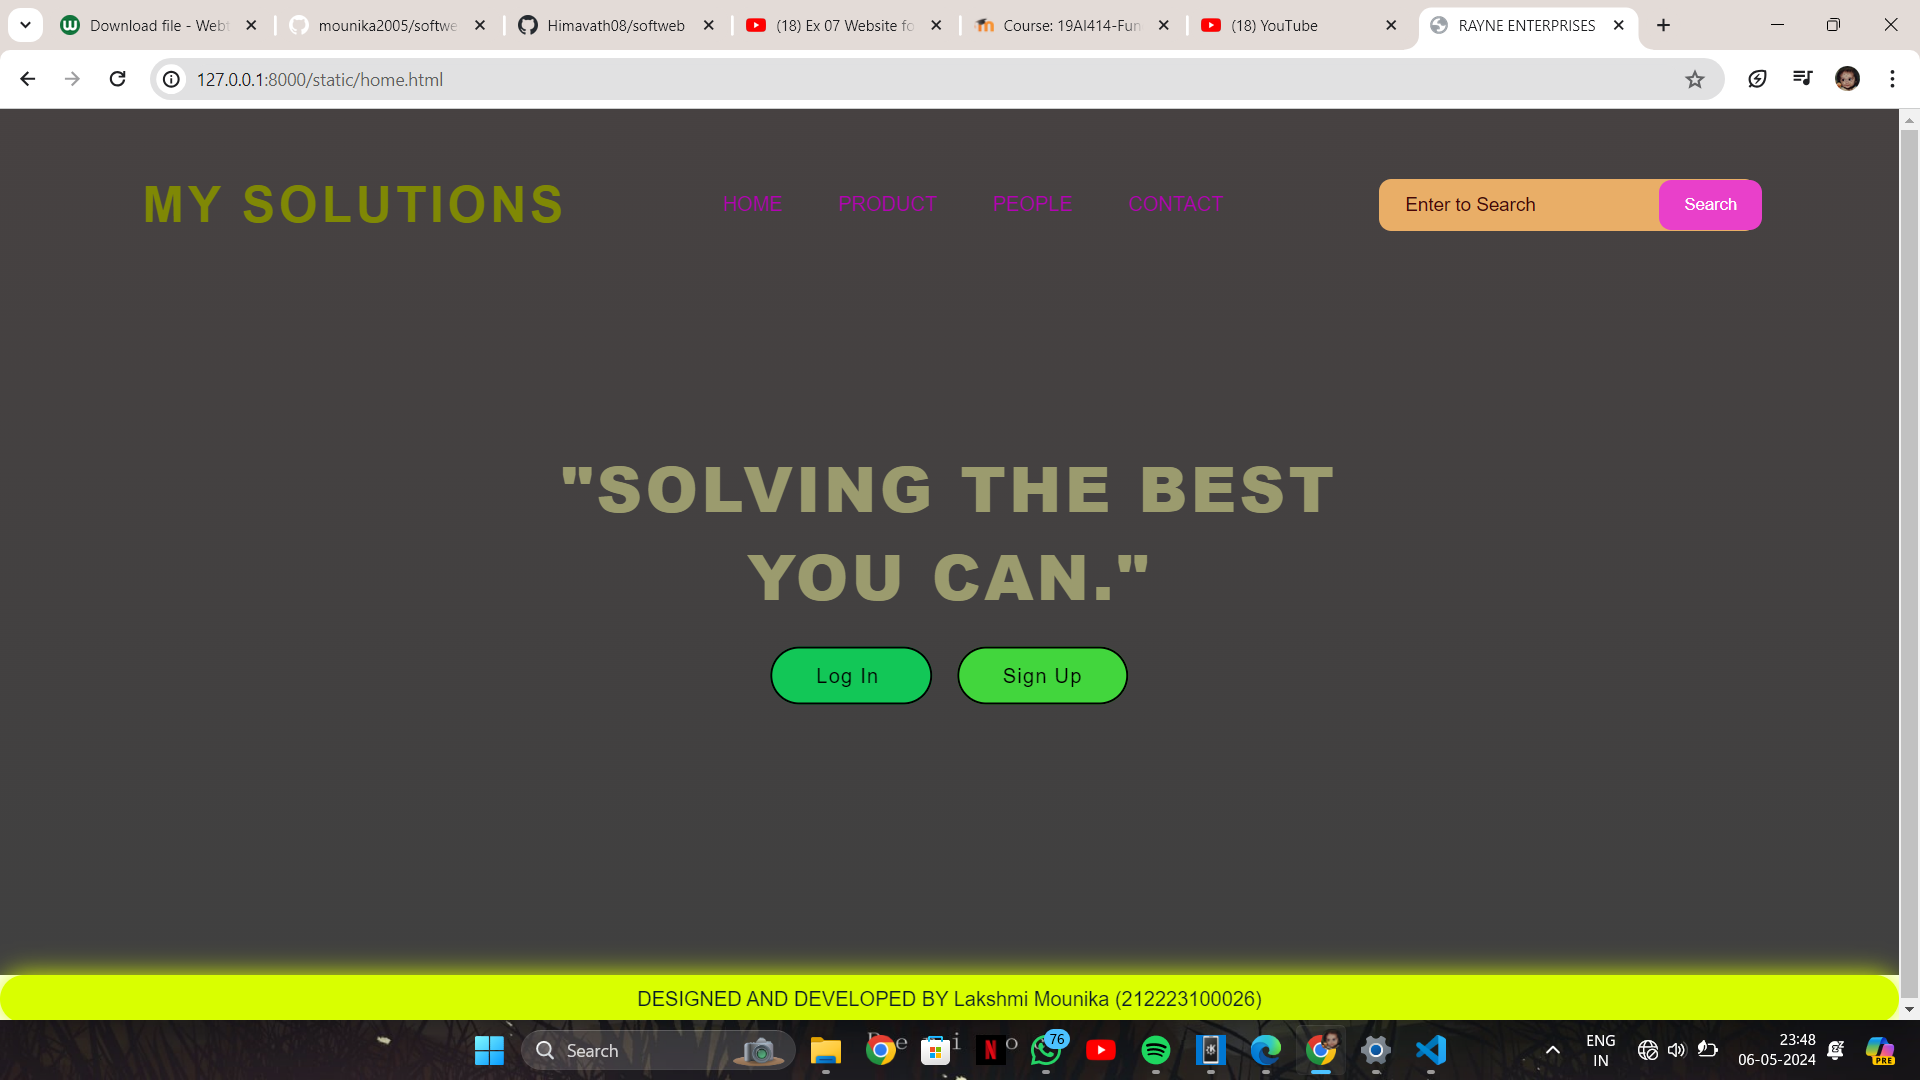 Download file - Webt
mounika2005/softwe
Himavath08/softweb
(18) Ex 07 Website fo
Course: 19AI414-Fun
(18) YouTube
RAYNE ENTERPRISES
127.0.0.1:8000/static/home.html
MY SOLUTIONS
HOME PRODUCT PEOPLE CONTACT
Enter to Search Search
"SOLVING THE BEST
YOU CAN."
Log In Sign Up
DESIGNED AND DEVELOPED BY Lakshmi Mounika (212223100026)
Search
76
ENG
IN
23:48
06-05-2024
PRE